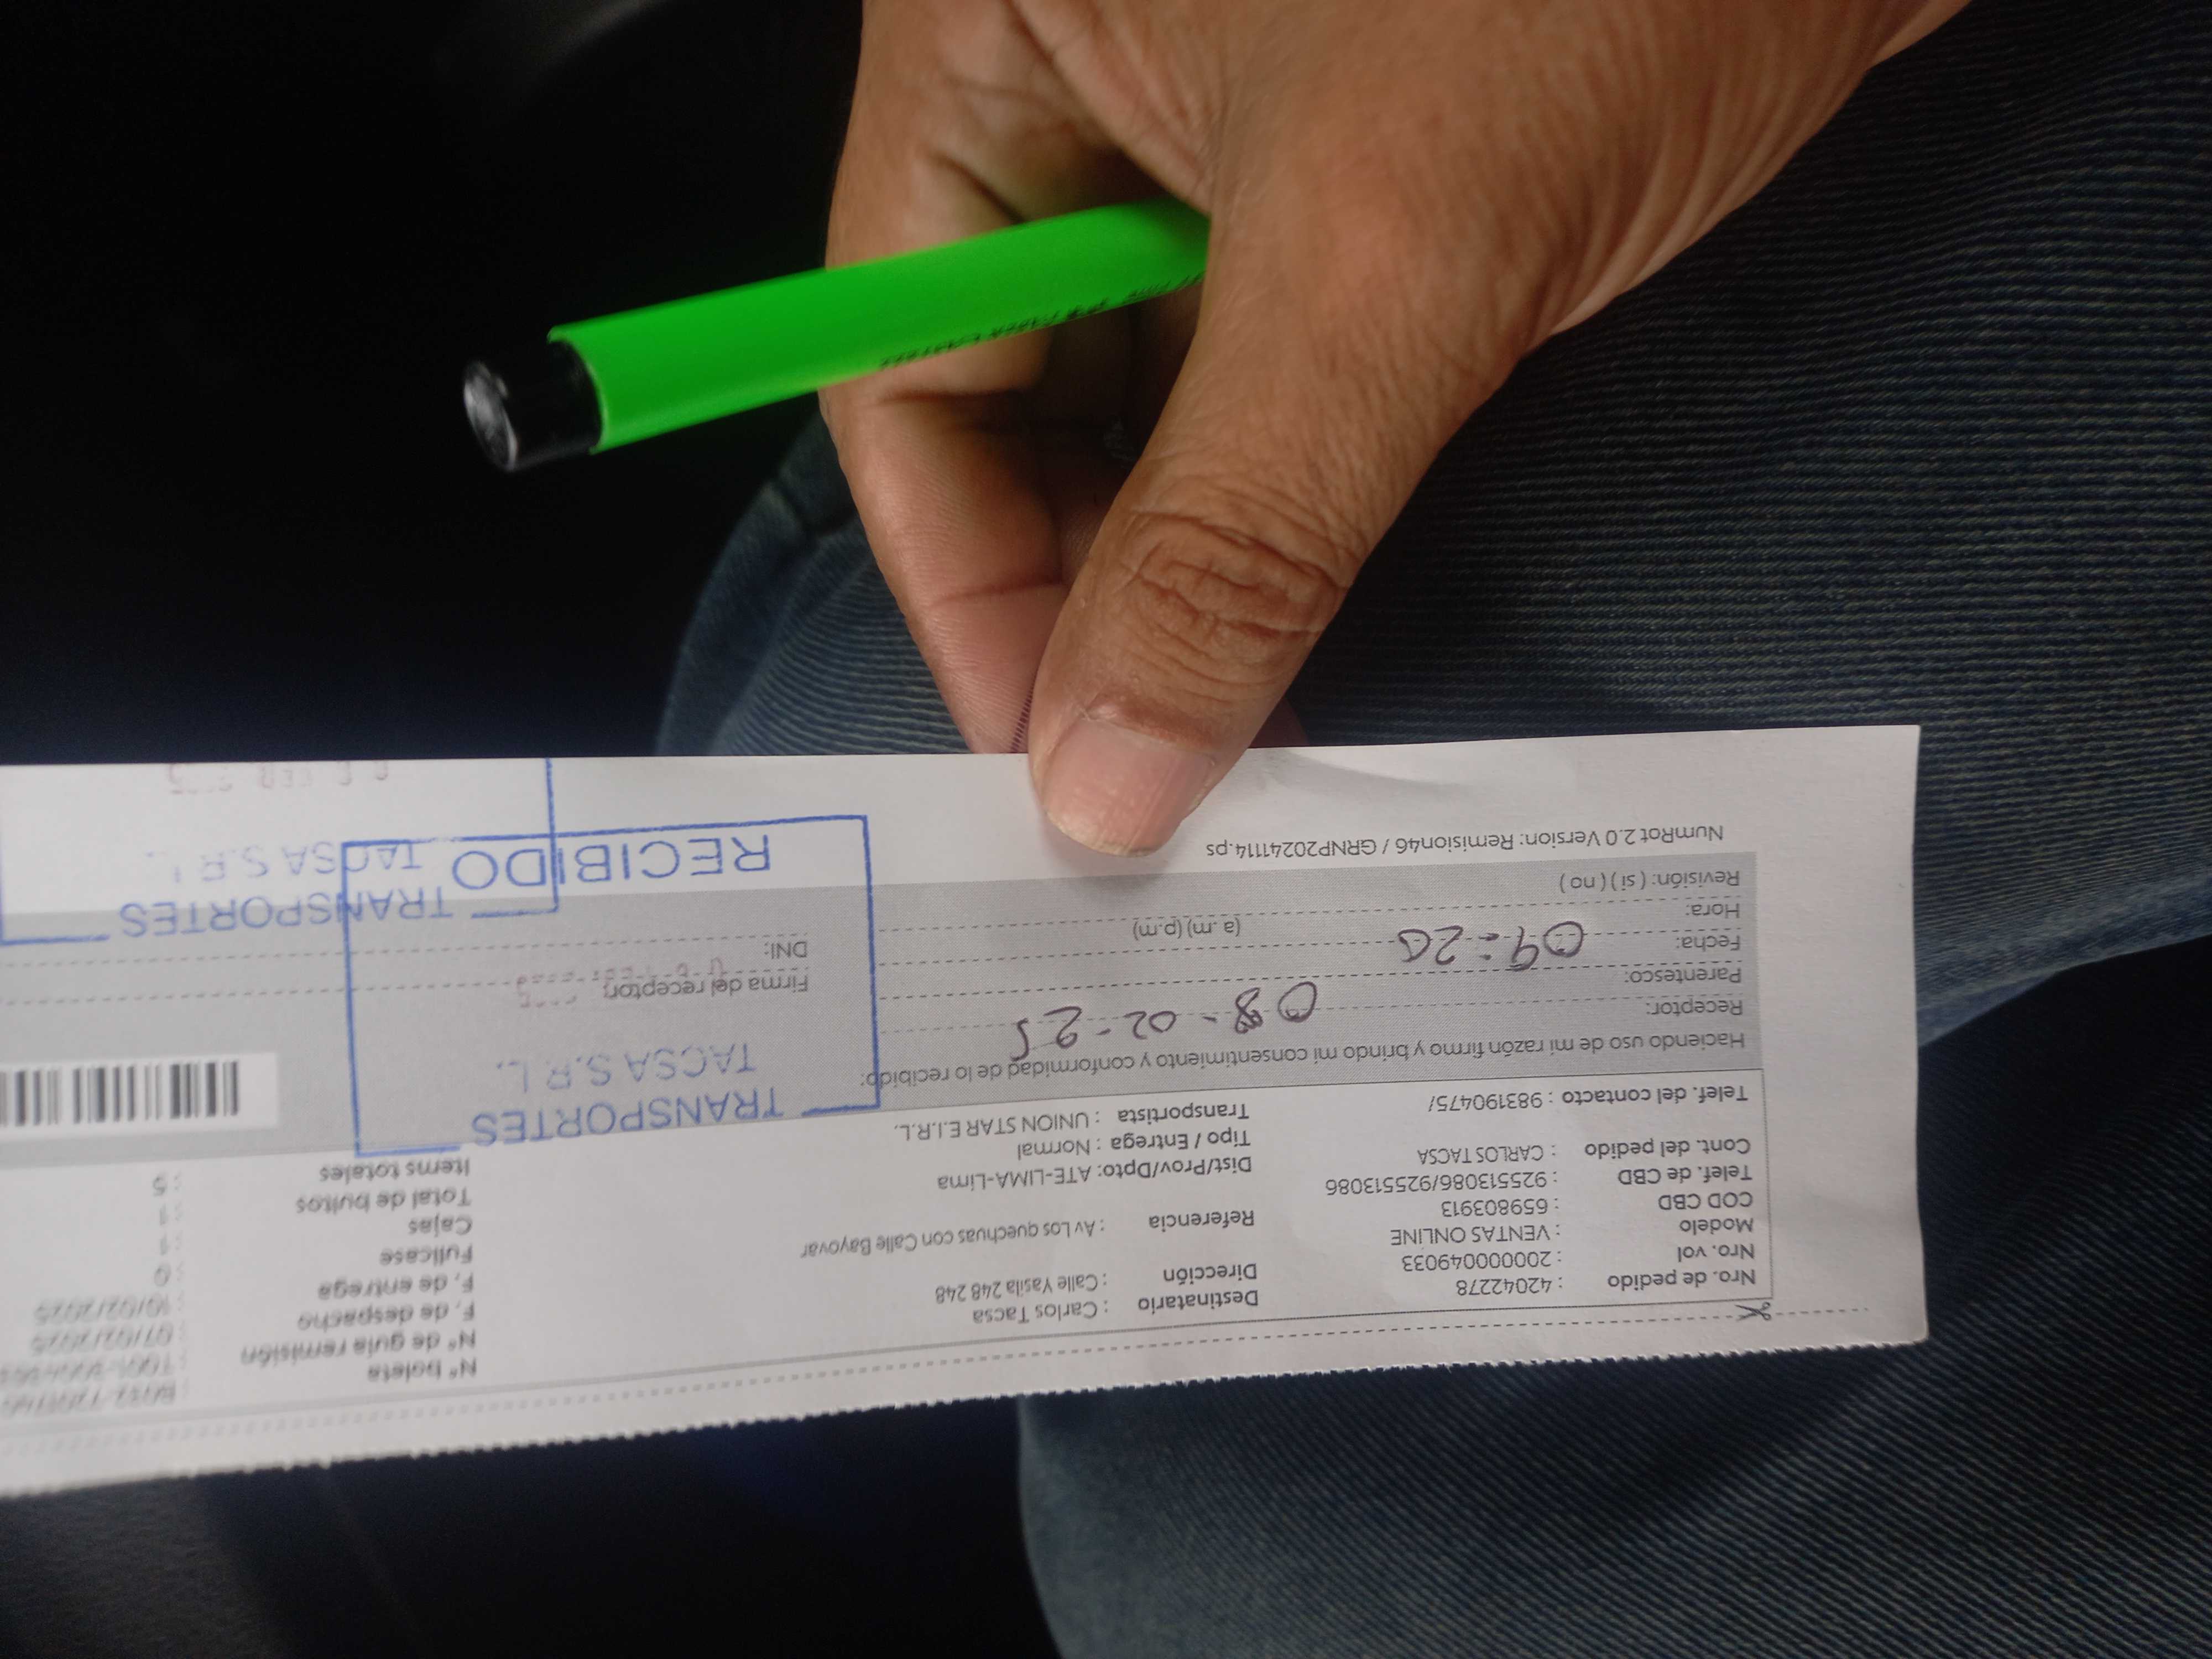 Nº boleta
Nº de guia remisión
F. de despacho : 07/02/2025
F. de entrega : 10/02/2025
Fullcase : 0
Cajas : 1
Total de bultos : 1
Items totales : 5
Nro. de pedido : 42042278
Nro. vol : 200000049033
Modelo : VENTAS ONLINE
COD CBD : 659803913
Telef. de CBD : 925513086/925513086
Cont. del pedido : CARLOS TACSA
Telef. del contacto : 983190475/
Destinatario : Carlos Tacsa
Dirección : Calle Yasila 248 248
Referencia : Av Los quechuas con Calle Bayovar
Dist/Prov/Dpto: ATE-LIMA-Lima
Tipo / Entrega : Normal
Transportista : UNION STAR E.I.R.L.
Haciendo uso de mi razón firmo y brindo mi consentimiento y conformidad de lo recibido:
Receptor:
08-02-25
Parentesco:
Fecha:
Hora: (a.m) (p.m)
Revisión: ( si ) ( no )
Firma del receptor:
DNI:
TRANSPORTES
TACSA S.R.L.
RECIBIDO
TRANSPORTES
TACSA S.R.L.
NumRot 2.0 Version: Remision46 / GRNP20241114.ps